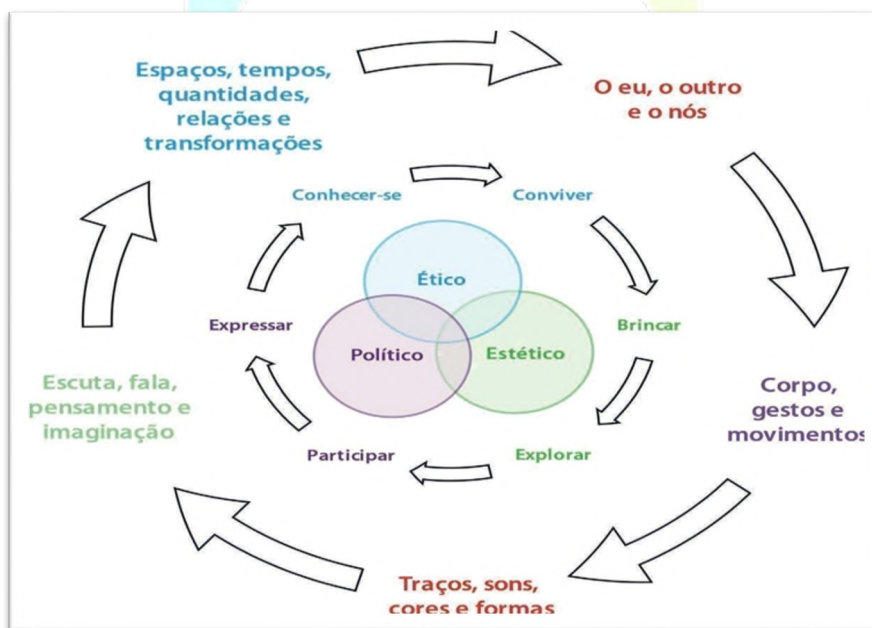 Espaços, tempos,
quantidades,
relações e
transformações
O eu, o outro
e o nós
Conhecer-se
Conviver
Ético
Expressar
Brincar
Político
Estético
Escuta, fala,
pensamento e
imaginação
Corpo,
gestos e
movimentos
Participar
Explorar
Traços, sons,
cores e formas